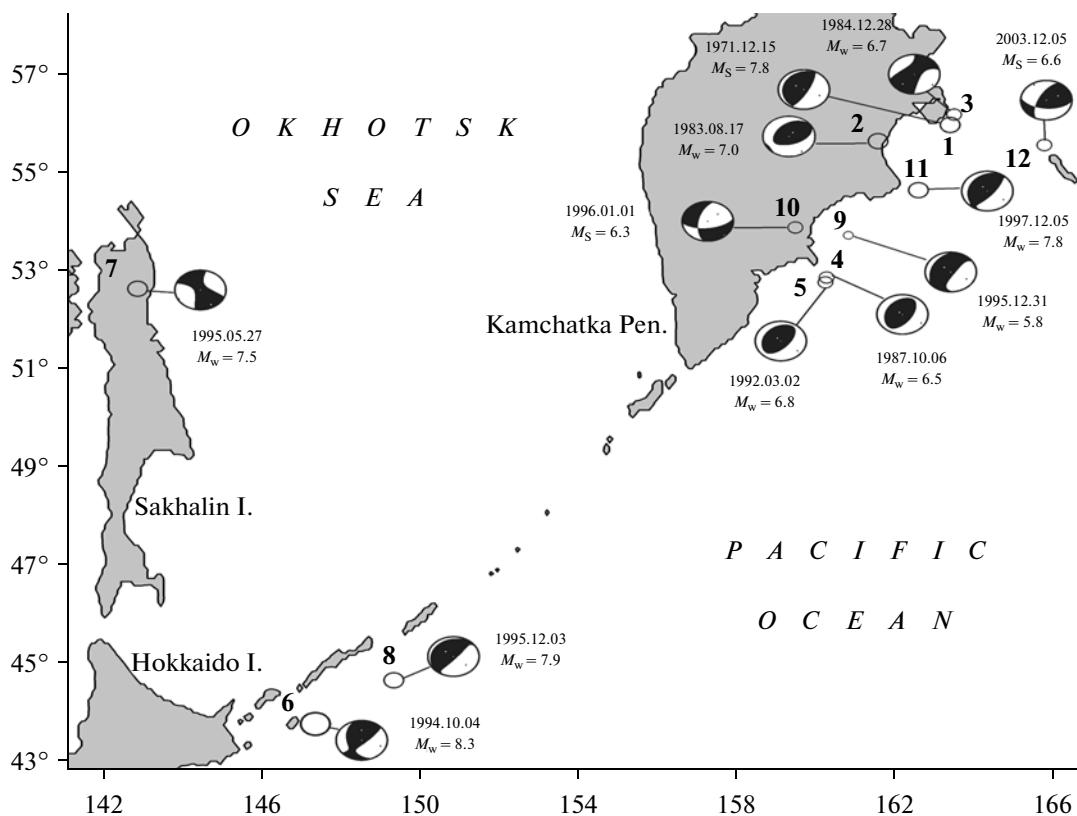 1984.12.28
Mw = 6.7
2003.12.05
MS = 6.6
1971.12.15
MS = 7.8
57°
3
O K H O T S K
1983.08.17
Mw = 7.0
2
1
12
55°
11
S E A
1996.01.01
MS = 6.3
10
9
1997.12.05
Mw = 7.8
7
53°
4
5
1995.12.31
Mw = 5.8
Kamchatka Pen.
1995.05.27
Mw = 7.5
1987.10.06
Mw = 6.5
51°
1992.03.02
Mw = 6.8
49°
Sakhalin I.
P A C I F I C
47°
O C E A N
1995.12.03
Mw = 7.9
8
45°
Hokkaido I.
6
1994.10.04
Mw = 8.3
43°
142 146 150 154 158 162 166